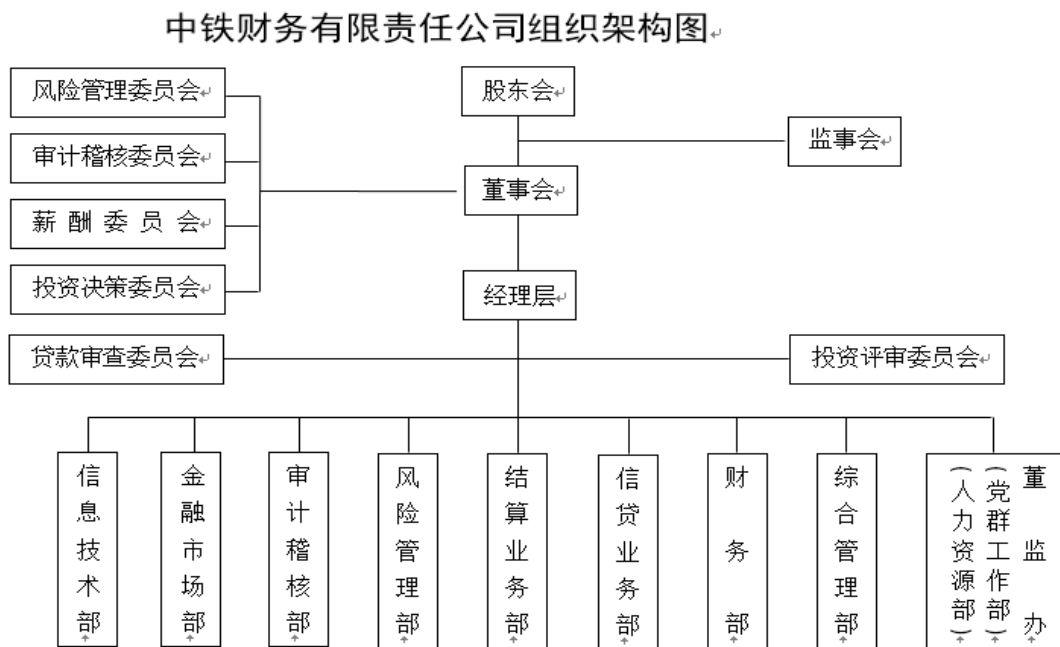 中铁财务有限责任公司组织架构图
风险管理委员会
股东会
监事会
审计稽核委员会
董事会
薪酬委员会
投资决策委员会
经理层
贷款审查委员会
投资评审委员会
信息技术部
金融市场部
审计稽核部
风险管理部
结算业务部
信贷业务部
财务部
综合管理部
董监办
(党群工作部)
(人力资源部)